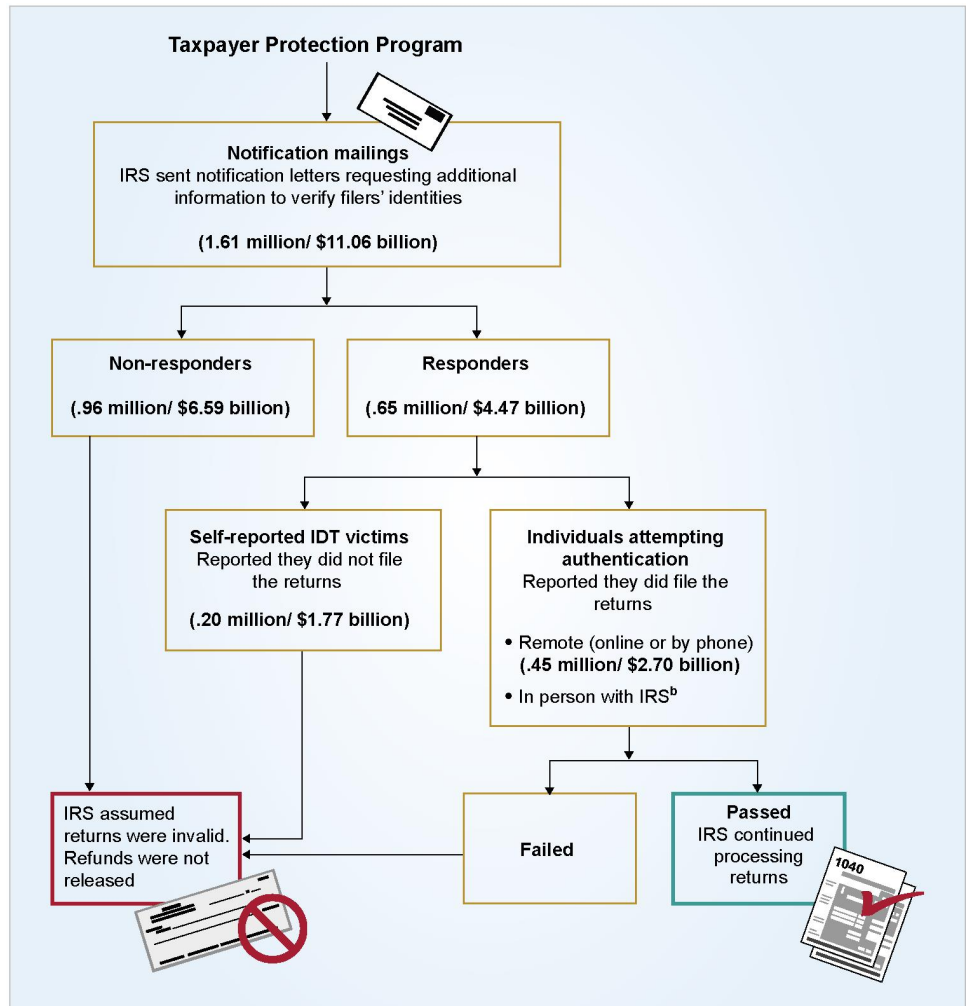 Taxpayer Protection Program
Notification mailings
IRS sent notification letters requesting additional
information to verify filers' identities
(1.61 million/ $11.06 billion)
Non-responders
(.96 million/ $6.59 billion)
Responders
(.65 million/ $4.47 billion)
Self-reported IDT victims
Reported they did not file
the returns
(.20 million/ $1.77 billion)
Individuals attempting
authentication
Reported they did file the
returns
• Remote (online or by phone)
(.45 million/ $2.70 billion)
• In person with IRSᵇ
IRS assumed
returns were invalid.
Refunds were not
released
Failed
Passed
IRS continued
processing
returns
1040